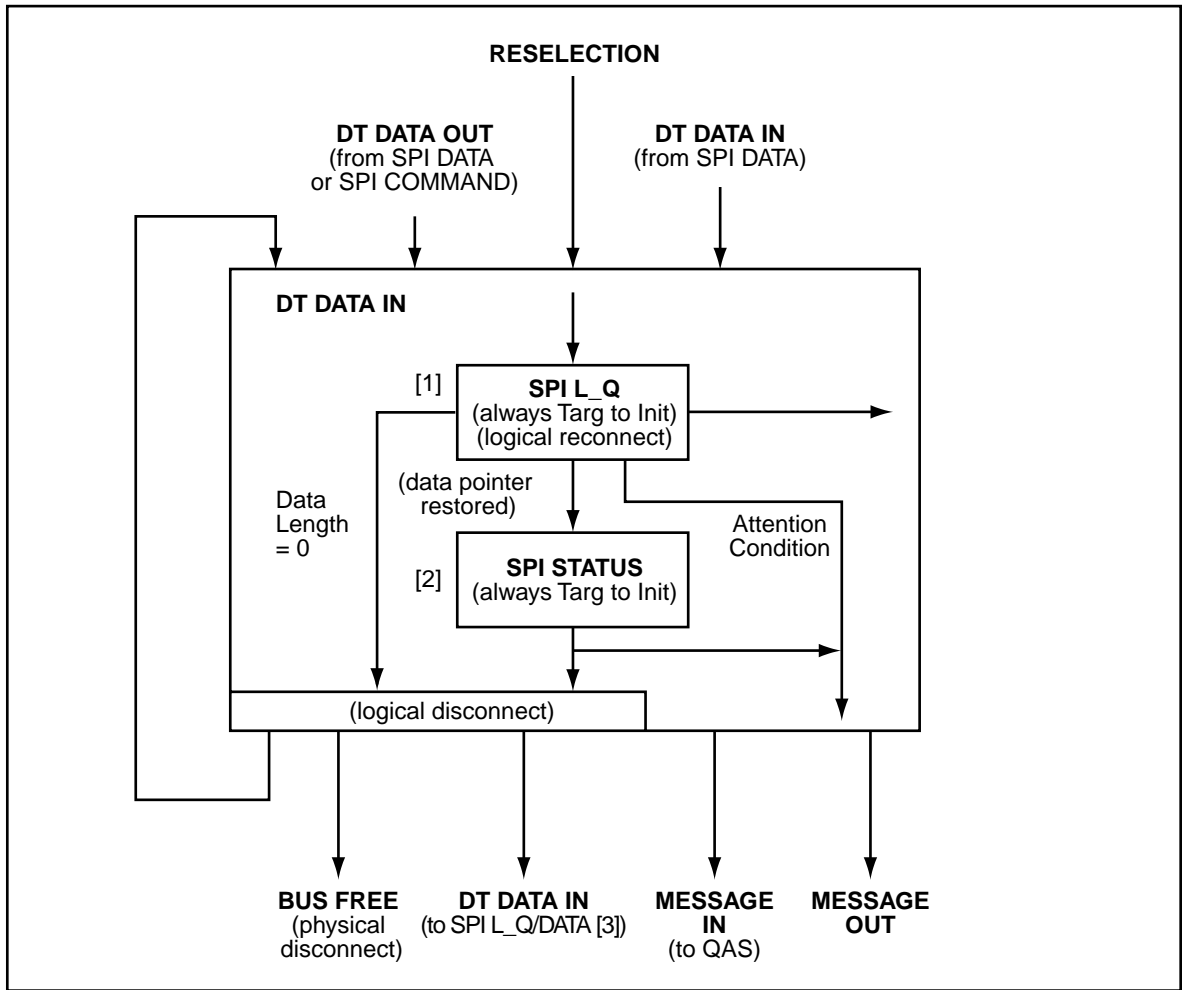 RESELECTION
DT DATA OUT
(from SPI DATA
or SPI COMMAND)
DT DATA IN
(from SPI DATA)
DT DATA IN
[1]
SPI L_Q
(always Targ to Init)
(logical reconnect)
Data
Length
= 0
(data pointer
restored)
Attention
Condition
[2]
SPI STATUS
(always Targ to Init)
(logical disconnect)
BUS FREE
(physical
disconnect)
DT DATA IN
(to SPI L_Q/DATA [3])
MESSAGE
IN
(to QAS)
MESSAGE
OUT